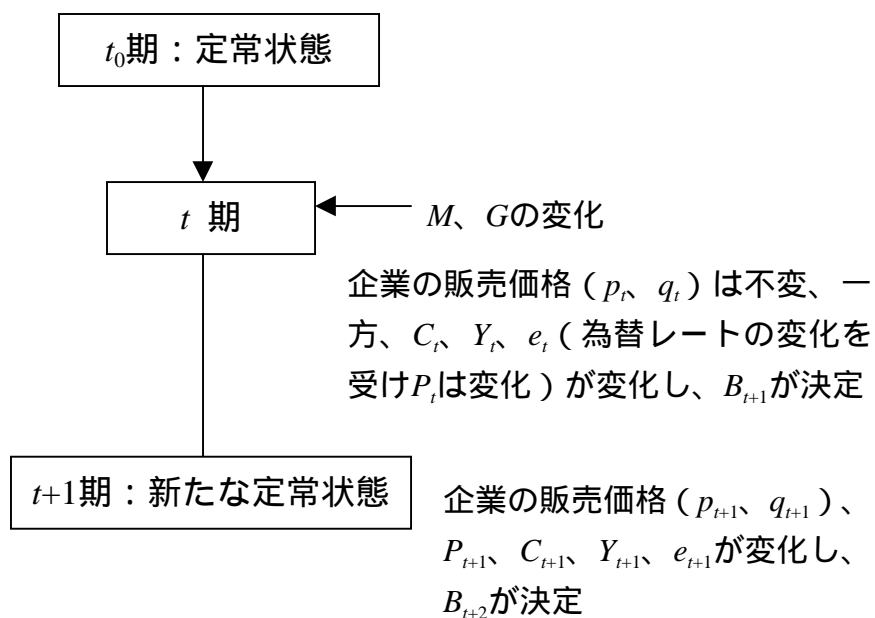 t₀期：定常状態
t 期
M、Gの変化
企業の販売価格（pₜ、qₜ）は不変、一
方、Cₜ、Yₜ、eₜ（為替レートの変化を
受けPₜは変化）が変化し、Bₜ₊₁が決定
t+1期：新たな定常状態
企業の販売価格（pₜ₊₁、qₜ₊₁）、
Pₜ₊₁、Cₜ₊₁、Yₜ₊₁、eₜ₊₁が変化し、
Bₜ₊₂が決定